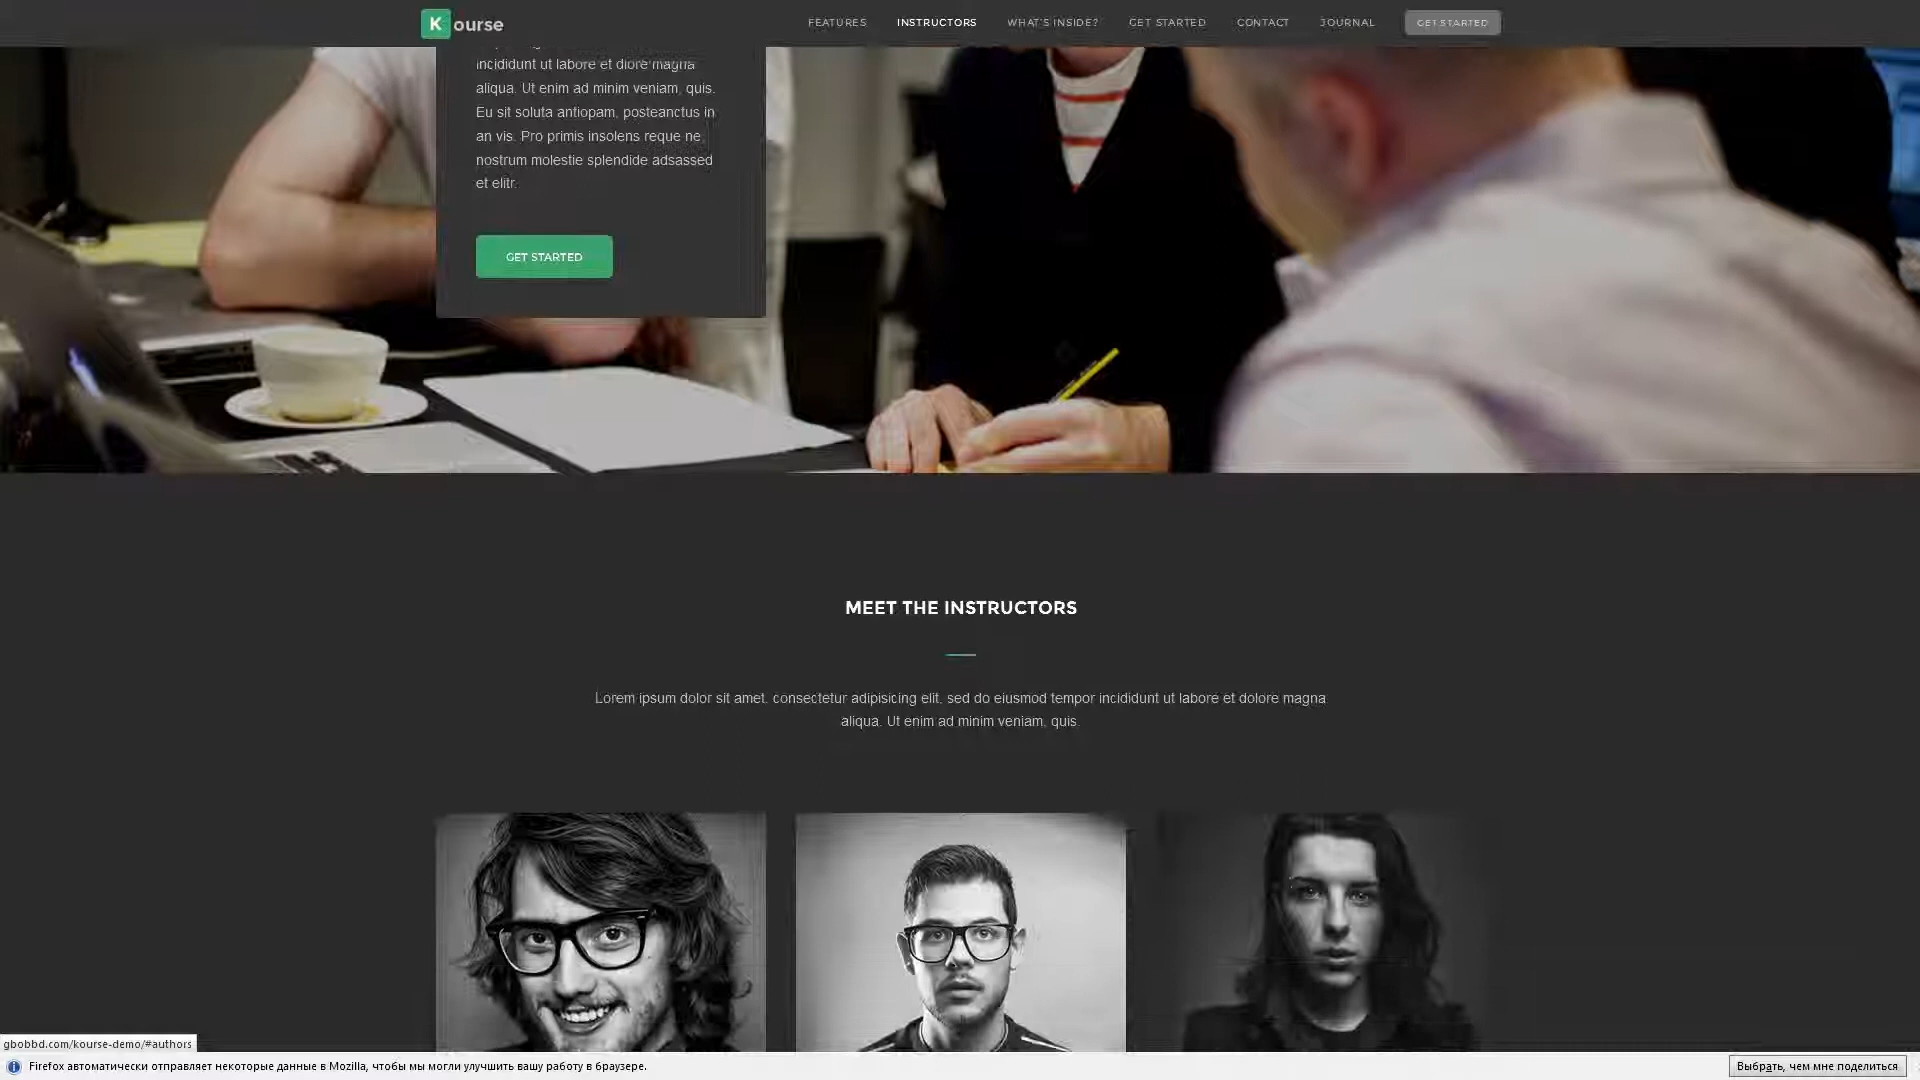 Kourse
FEATURES
INSTRUCTORS
WHAT'S INSIDE?
GET STARTED
CONTACT
JOURNAL
GET STARTED
incididunt ut labore et diore magna
aliqua. Ut enim ad minim veniam, quis.
Eu sit soluta antiopam, posteanctus in
an vis. Pro primis insolens reque ne,
nostrum molestie splendide adsassed
et elitr.
GET STARTED
MEET THE INSTRUCTORS
Lorem ipsum dolor sit amet, consectetur adipisicing elit, sed do eiusmod tempor incididunt ut labore et dolore magna
aliqua. Ut enim ad minim veniam, quis.
gbobbd.com/kourse-demo/#authors
Firefox автоматически отправляет некоторые данные в Mozilla, чтобы мы могли улучшить вашу работу в браузере.
Выбрать, чем мне поделиться